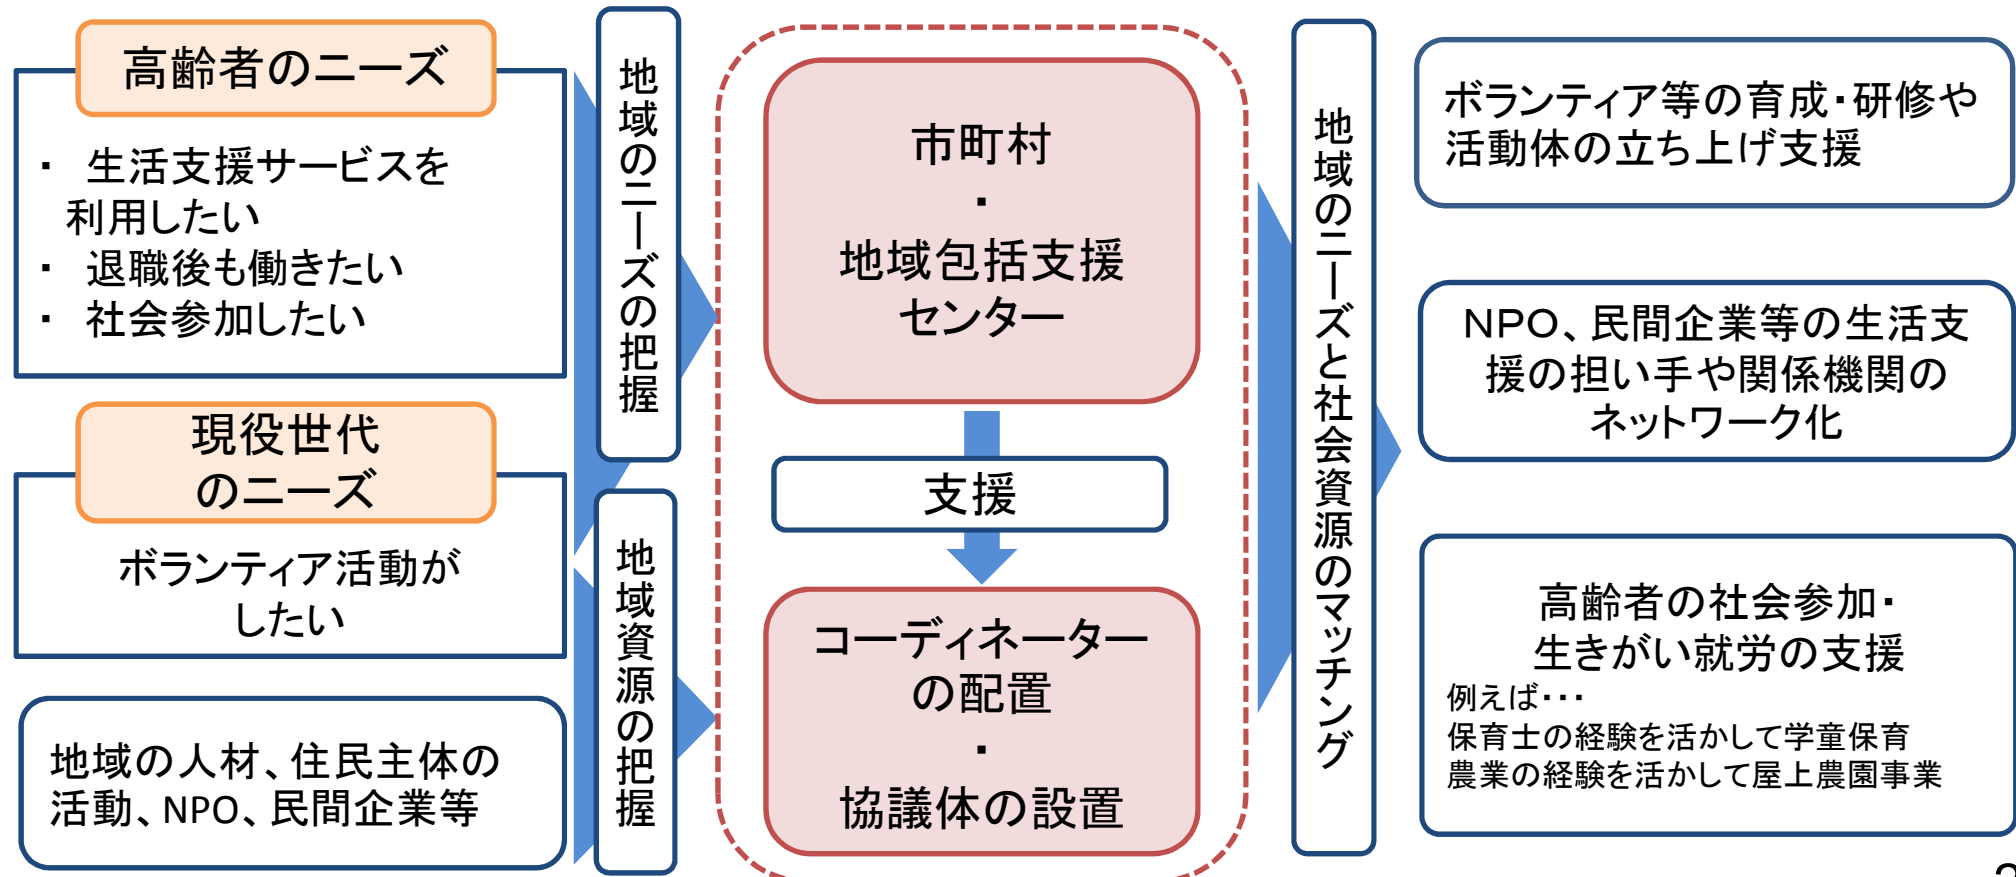 高齢者のニーズ
・ 生活支援サービスを
利用したい
・ 退職後も働きたい
・ 社会参加したい
現役世代
のニーズ
ボランティア活動が
したい
地域の人材、住民主体の
活動、NPO、民間企業等
地域のニーズの把握
地域資源の把握
市町村
・
地域包括支援
センター
支援
コーディネーター
の配置
・
協議体の設置
地域のニーズと社会資源のマッチング
ボランティア等の育成・研修や
活動体の立ち上げ支援
NPO、民間企業等の生活支
援の担い手や関係機関の
ネットワーク化
高齢者の社会参加・
生きがい就労の支援
例えば・・・
保育士の経験を活かして学童保育
農業の経験を活かして屋上農園事業